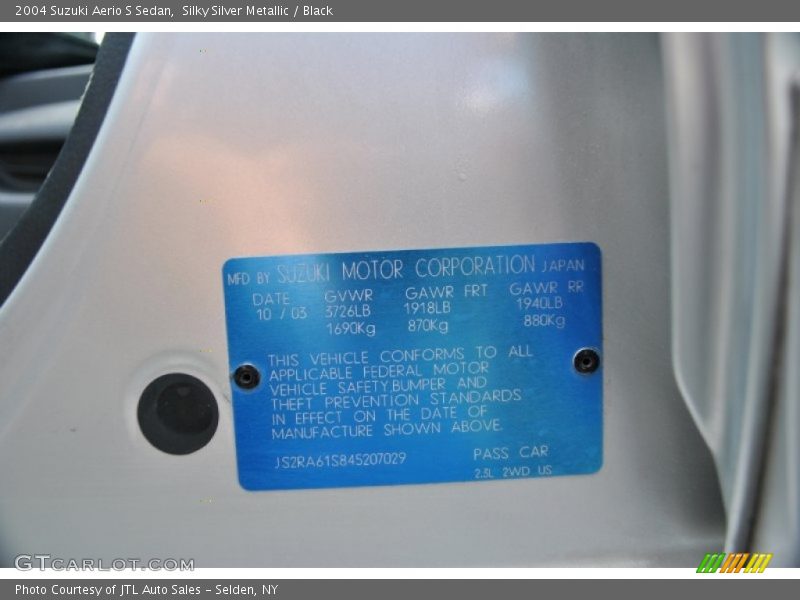 2004 Suzuki Aerio S Sedan, Silky Silver Metallic / Black
MFD BY SUZUKI MOTOR CORPORATION JAPAN
DATE GVWR GAWR FRT GAWR RR
10 / 03 3726LB 1918LB 1940LB
1690Kg 870Kg 880Kg
THIS VEHICLE CONFORMS TO ALL
APPLICABLE FEDERAL MOTOR
VEHICLE SAFETY,BUMPER AND
THEFT PREVENTION STANDARDS
IN EFFECT ON THE DATE OF
MANUFACTURE SHOWN ABOVE.
JS2RA61S845207029 PASS CAR
2.3L 2WD US
GTCARLOT.COM
Photo Courtesy of JTL Auto Sales - Selden, NY